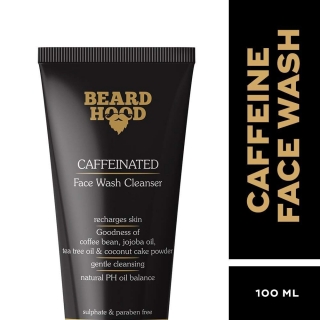 BEARD
HOOD
CAFFEINATED
Face Wash Cleanser
recharges skin
Goodness of
coffee bean, jojoba oil,
tea tree oil & coconut cake powder
gentle cleansing
natural PH oil balance
sulphate & paraben free
CAFFEINE
FACE WASH
100 ML